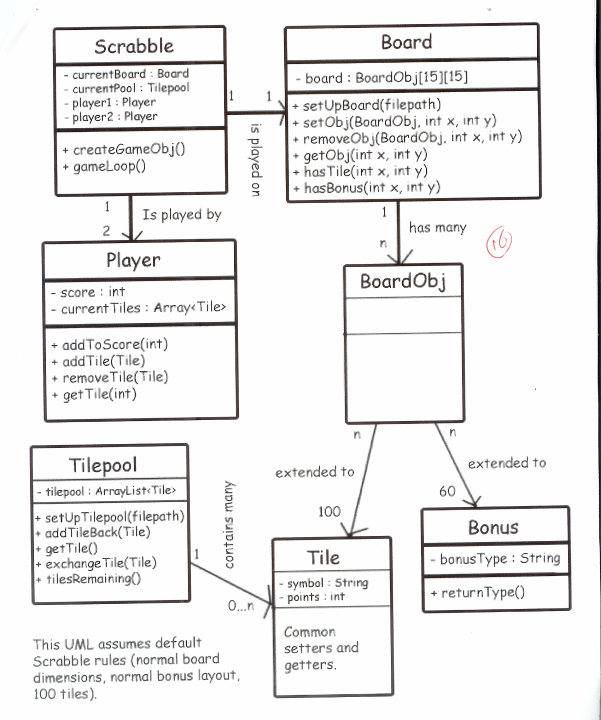 Scrabble
- currentBoard : Board
- currentPool : Tilepool
- player1 : Player
- player2 : Player
+ createGameObj()
+ gameLoop()
1
1
is played on
Board
- board : BoardObj[15][15]
+ setUpBoard(filepath)
+ setObj(BoardObj, int x, int y)
+ removeObj(BoardObj, int x, int y)
+ getObj(int x, int y)
+ hasTile(int x, int y)
+ hasBonus(int x, int y)
1
Is played by
2
1
has many
n
16
Player
- score : int
- currentTiles : Array<Tile>
+ addToScore(int)
+ addTile(Tile)
+ removeTile(Tile)
+ getTile(int)
BoardObj
n
n
extended to
extended to
100
60
Tilepool
- tilepool : ArrayList<Tile>
+ setUpTilepool(filepath)
+ addTileBack(Tile)
+ getTile()
+ exchangeTile(Tile)
+ tilesRemaining()
1
contains many
0...n
Tile
- symbol : String
- points : int
Common
setters and
getters.
Bonus
- bonusType : String
+ returnType()
This UML assumes default
Scrabble rules (normal board
dimensions, normal bonus layout,
100 tiles).